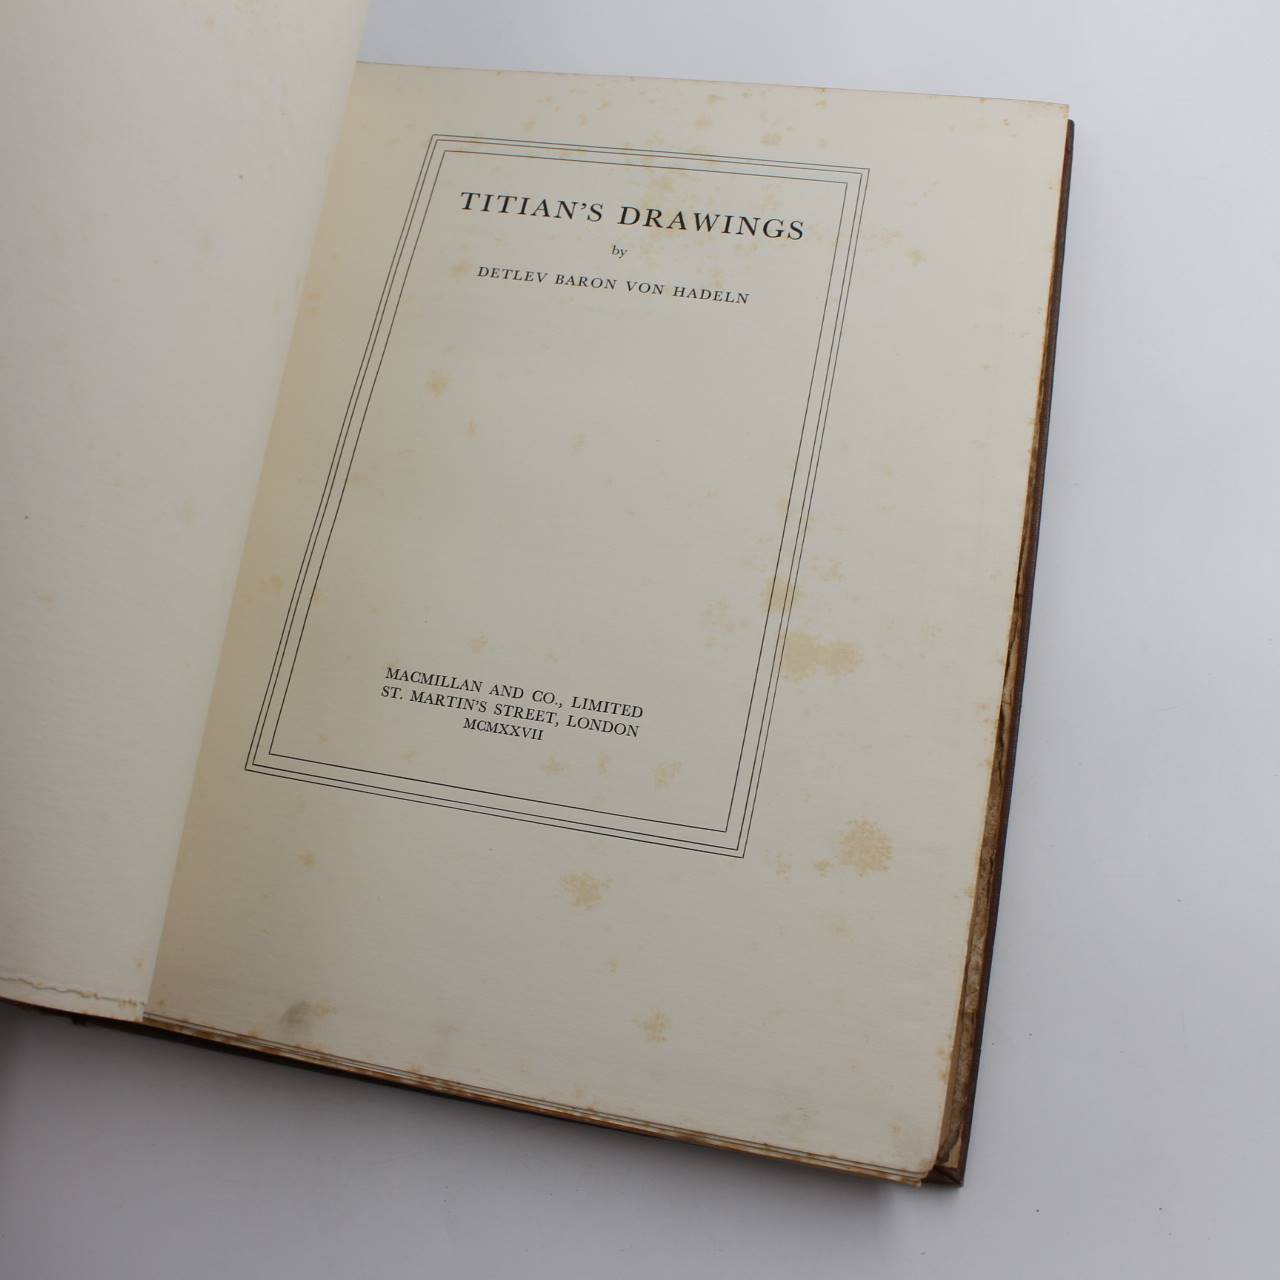 TITIAN'S DRAWINGS
by
DETLEV BARON VON HADELN
MACMILLAN AND CO., LIMITED
ST. MARTIN'S STREET, LONDON
MCMXXVII